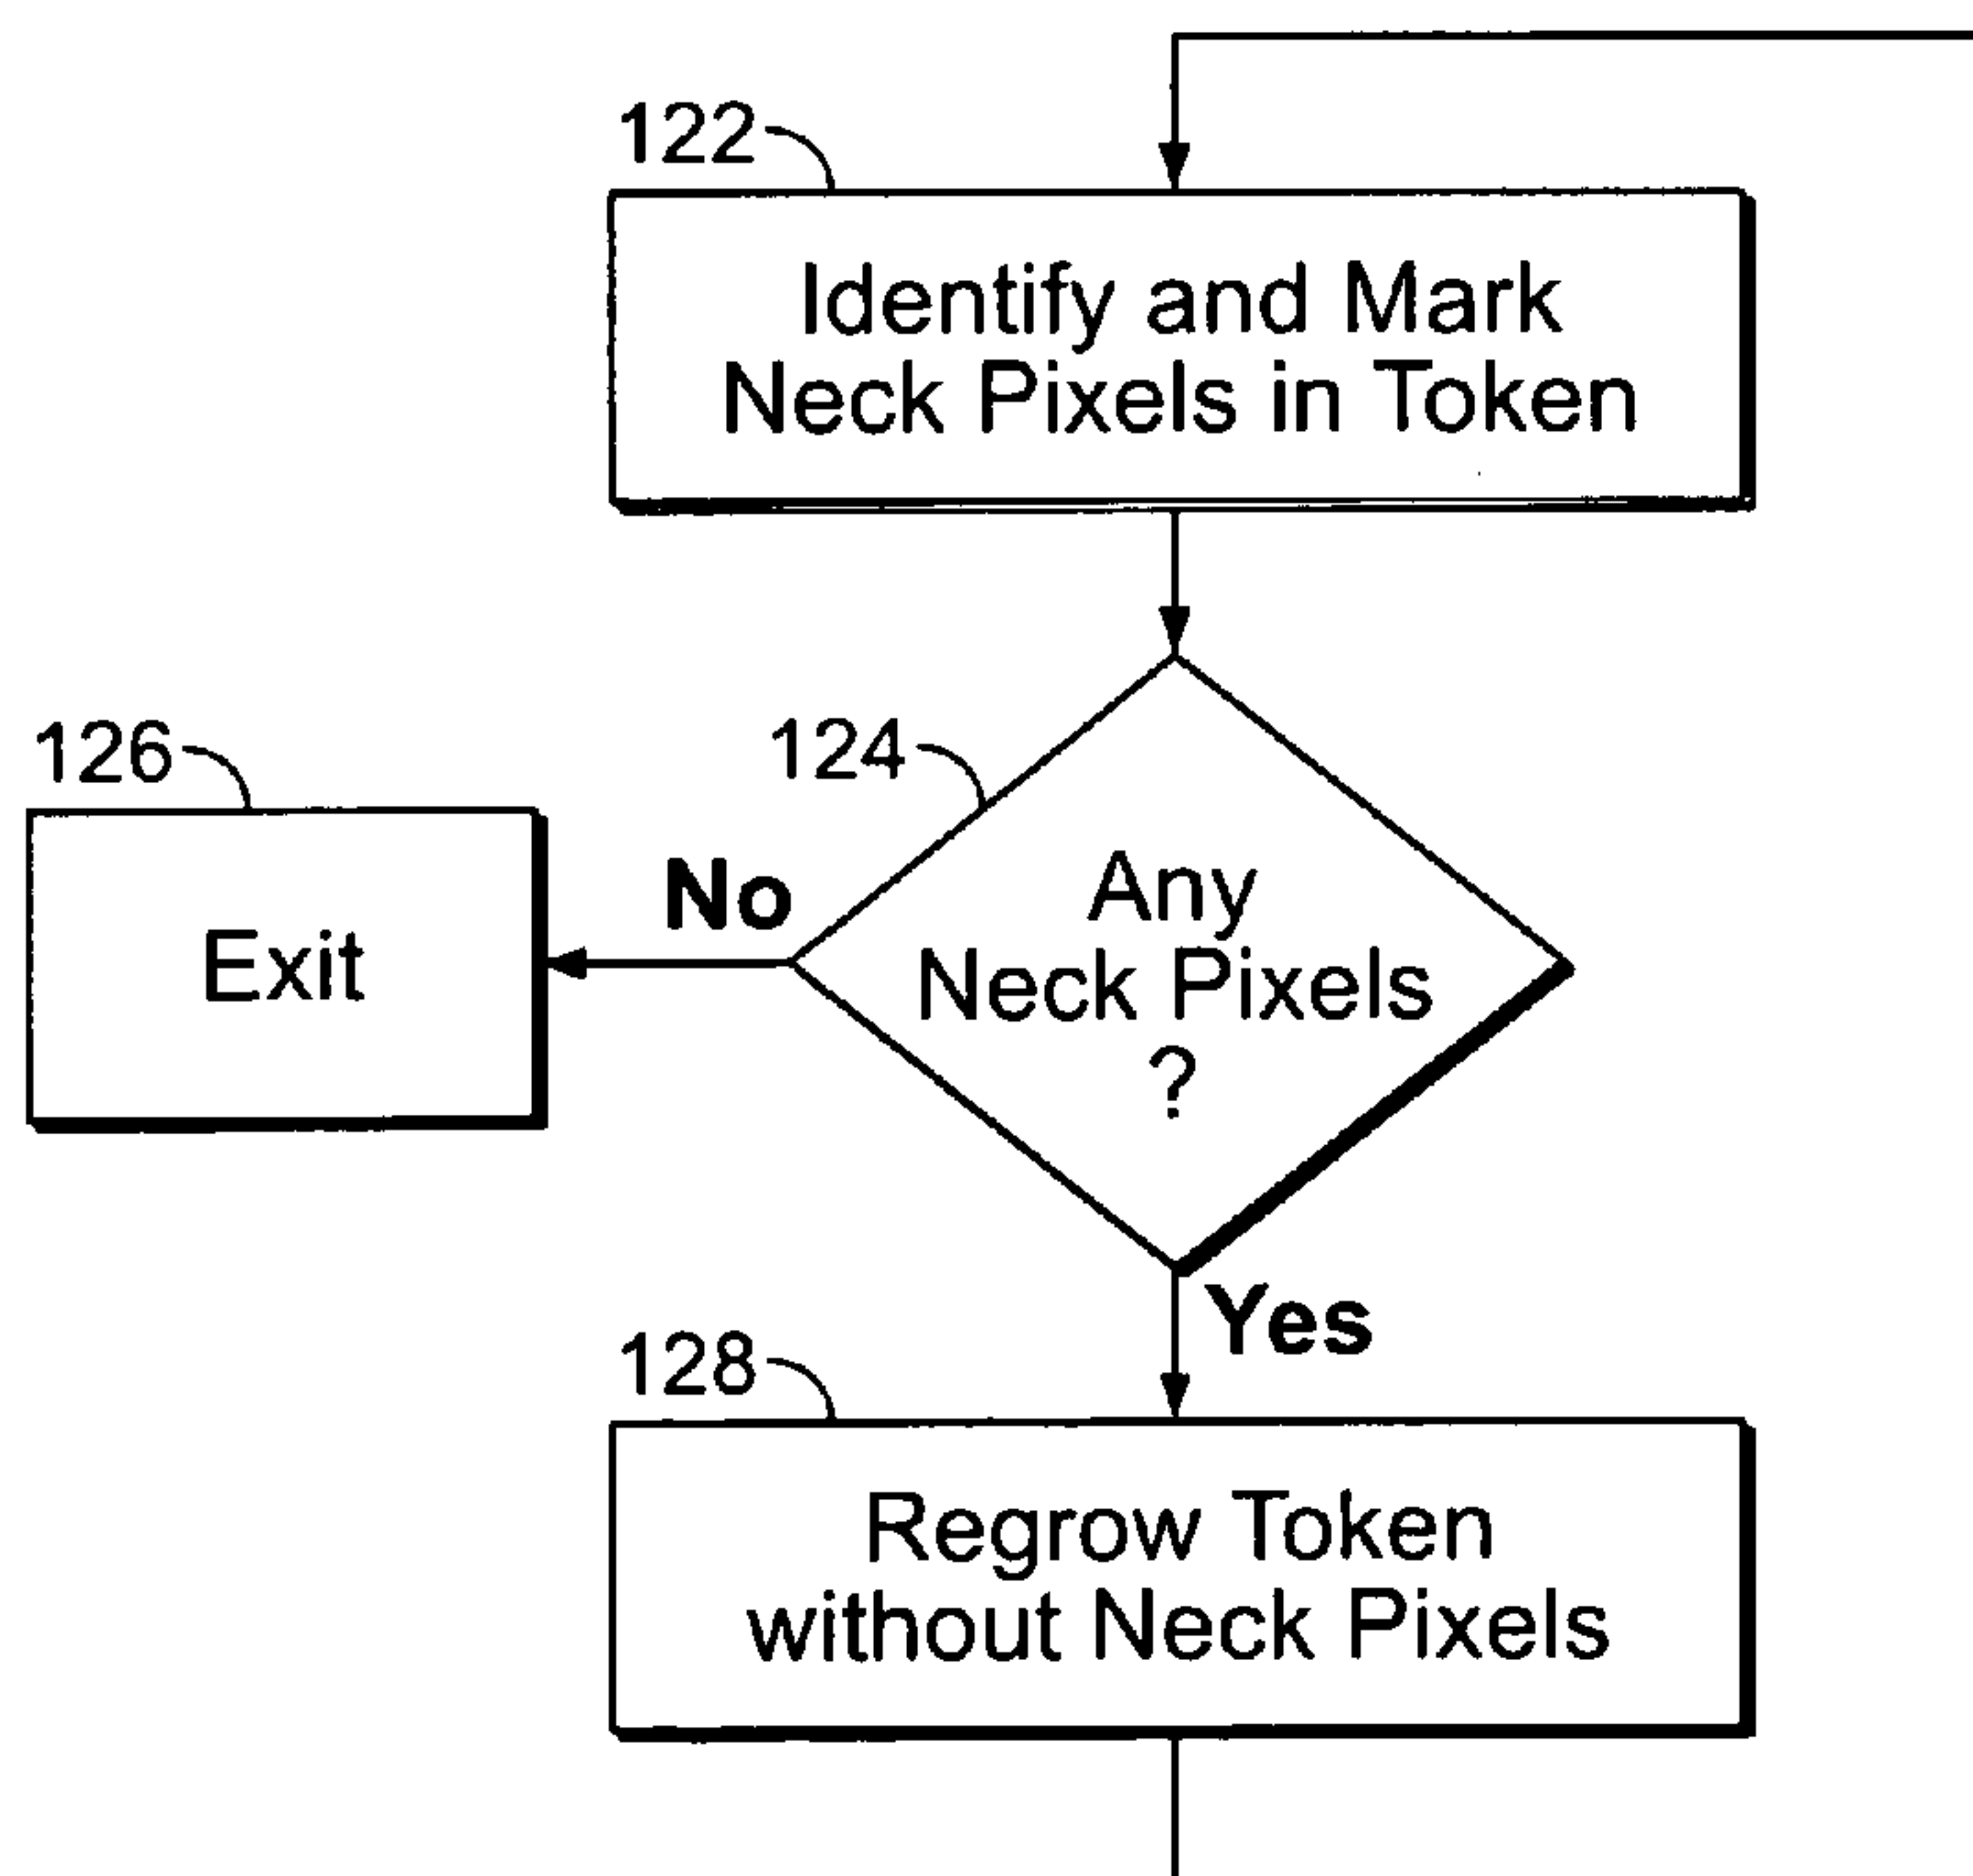 122
Identify and Mark
Neck Pixels in Token
126
124
No
Any
Neck Pixels
?
Exit
Yes
128
Regrow Token
without Neck Pixels